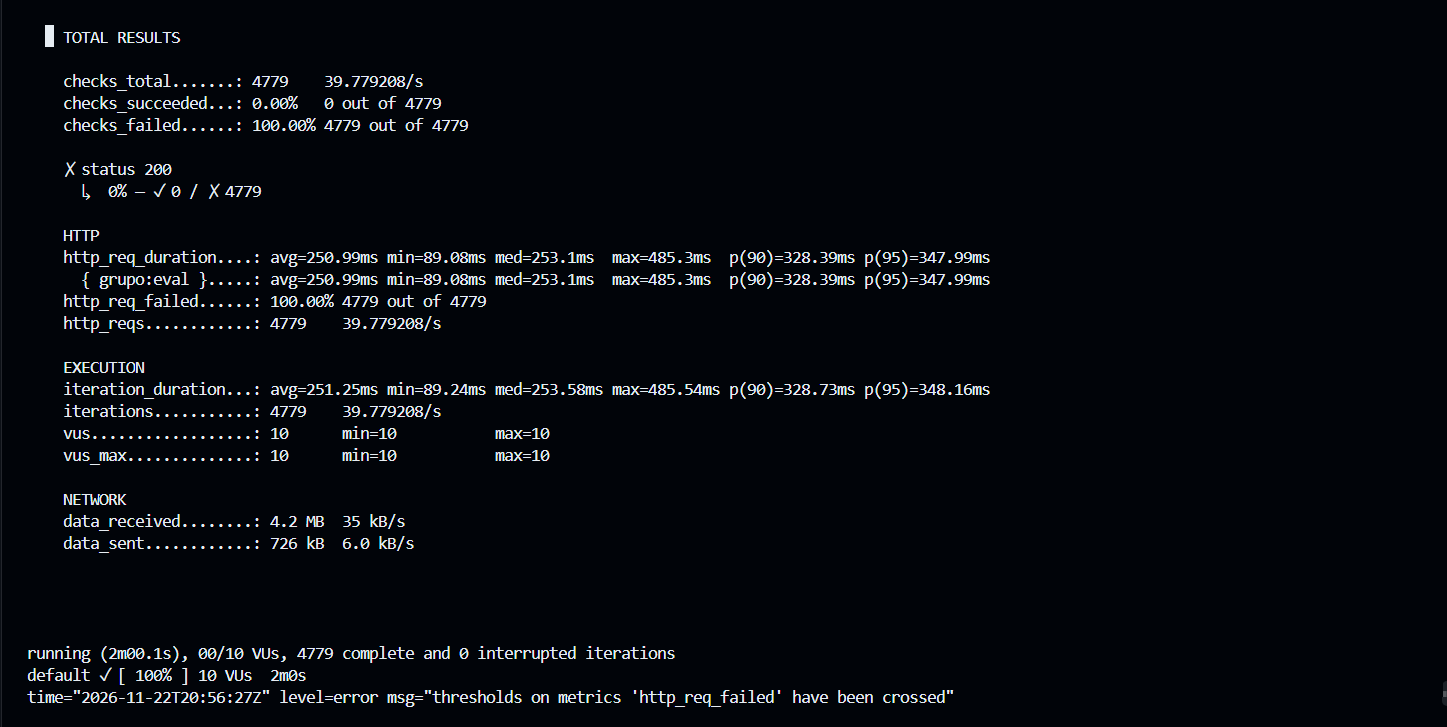 TOTAL RESULTS
checks_total.......: 4779 39.779208/s
checks_succeeded...: 0.00% 0 out of 4779
checks_failed......: 100.00% 4779 out of 4779
✗ status 200
↳ 0% — ✓ 0 / ✗ 4779
HTTP
http_req_duration....: avg=250.99ms min=89.08ms med=253.1ms max=485.3ms p(90)=328.39ms p(95)=347.99ms
{ grupo:eval }.....: avg=250.99ms min=89.08ms med=253.1ms max=485.3ms p(90)=328.39ms p(95)=347.99ms
http_req_failed......: 100.00% 4779 out of 4779
http_reqs............: 4779 39.779208/s
EXECUTION
iteration_duration...: avg=251.25ms min=89.24ms med=253.58ms max=485.54ms p(90)=328.73ms p(95)=348.16ms
iterations...........: 4779 39.779208/s
vus..................: 10 min=10 max=10
vus_max..............: 10 min=10 max=10
NETWORK
data_received........: 4.2 MB 35 kB/s
data_sent............: 726 kB 6.0 kB/s
running (2m00.1s), 00/10 VUs, 4779 complete and 0 interrupted iterations
default ✓ [ 100% ] 10 VUs 2m0s
time="2026-11-22T20:56:27Z" level=error msg="thresholds on metrics 'http_req_failed' have been crossed"